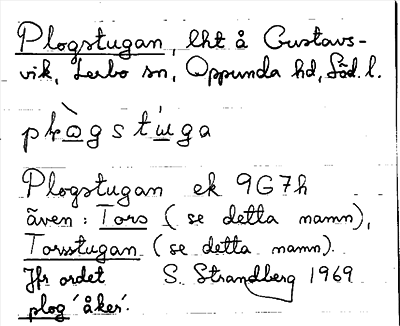 Plogstugan, lht å Gustavs-
vik, Lerbo sn, Oppunda hd, Söd. l.
plògstúga
Plogstugan ek 9G7h
även: Tors (se detta namn),
Torsstugan (se detta namn).
Jfr ordet S. Strandberg 1969
plog 'åker'.